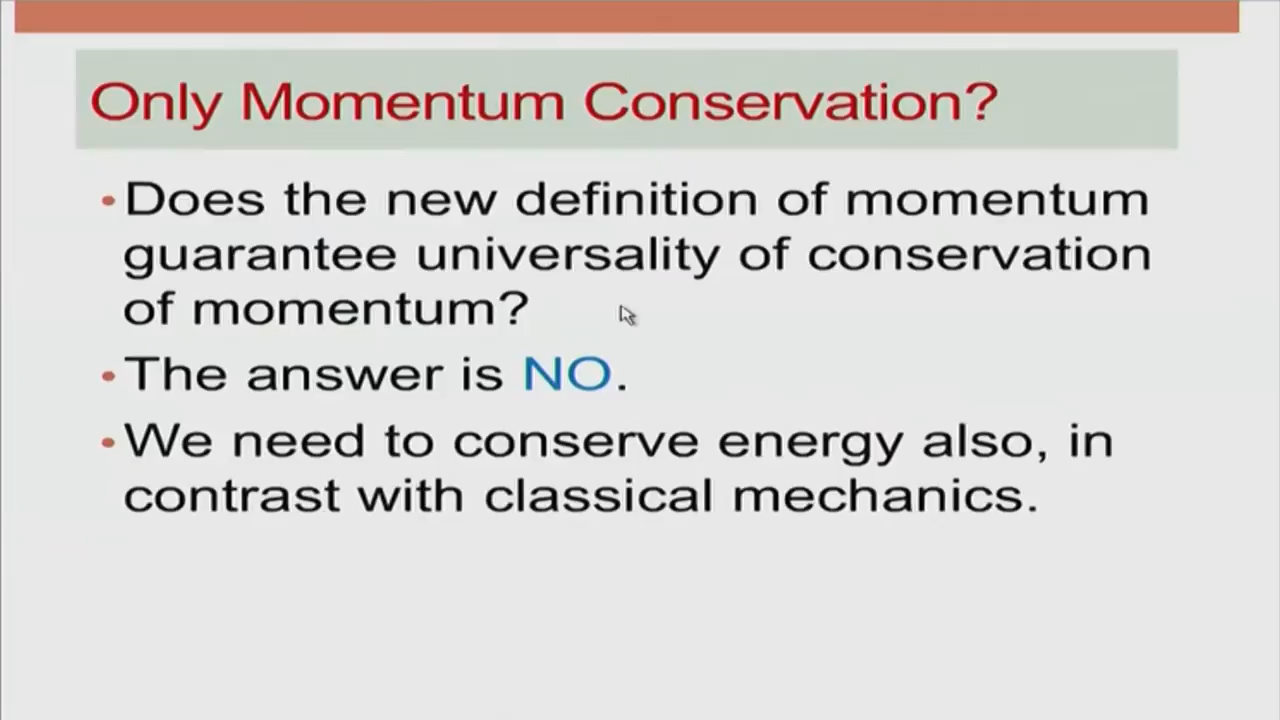 Only Momentum Conservation?
• Does the new definition of momentum
guarantee universality of conservation
of momentum?
• The answer is NO.
• We need to conserve energy also, in
contrast with classical mechanics.